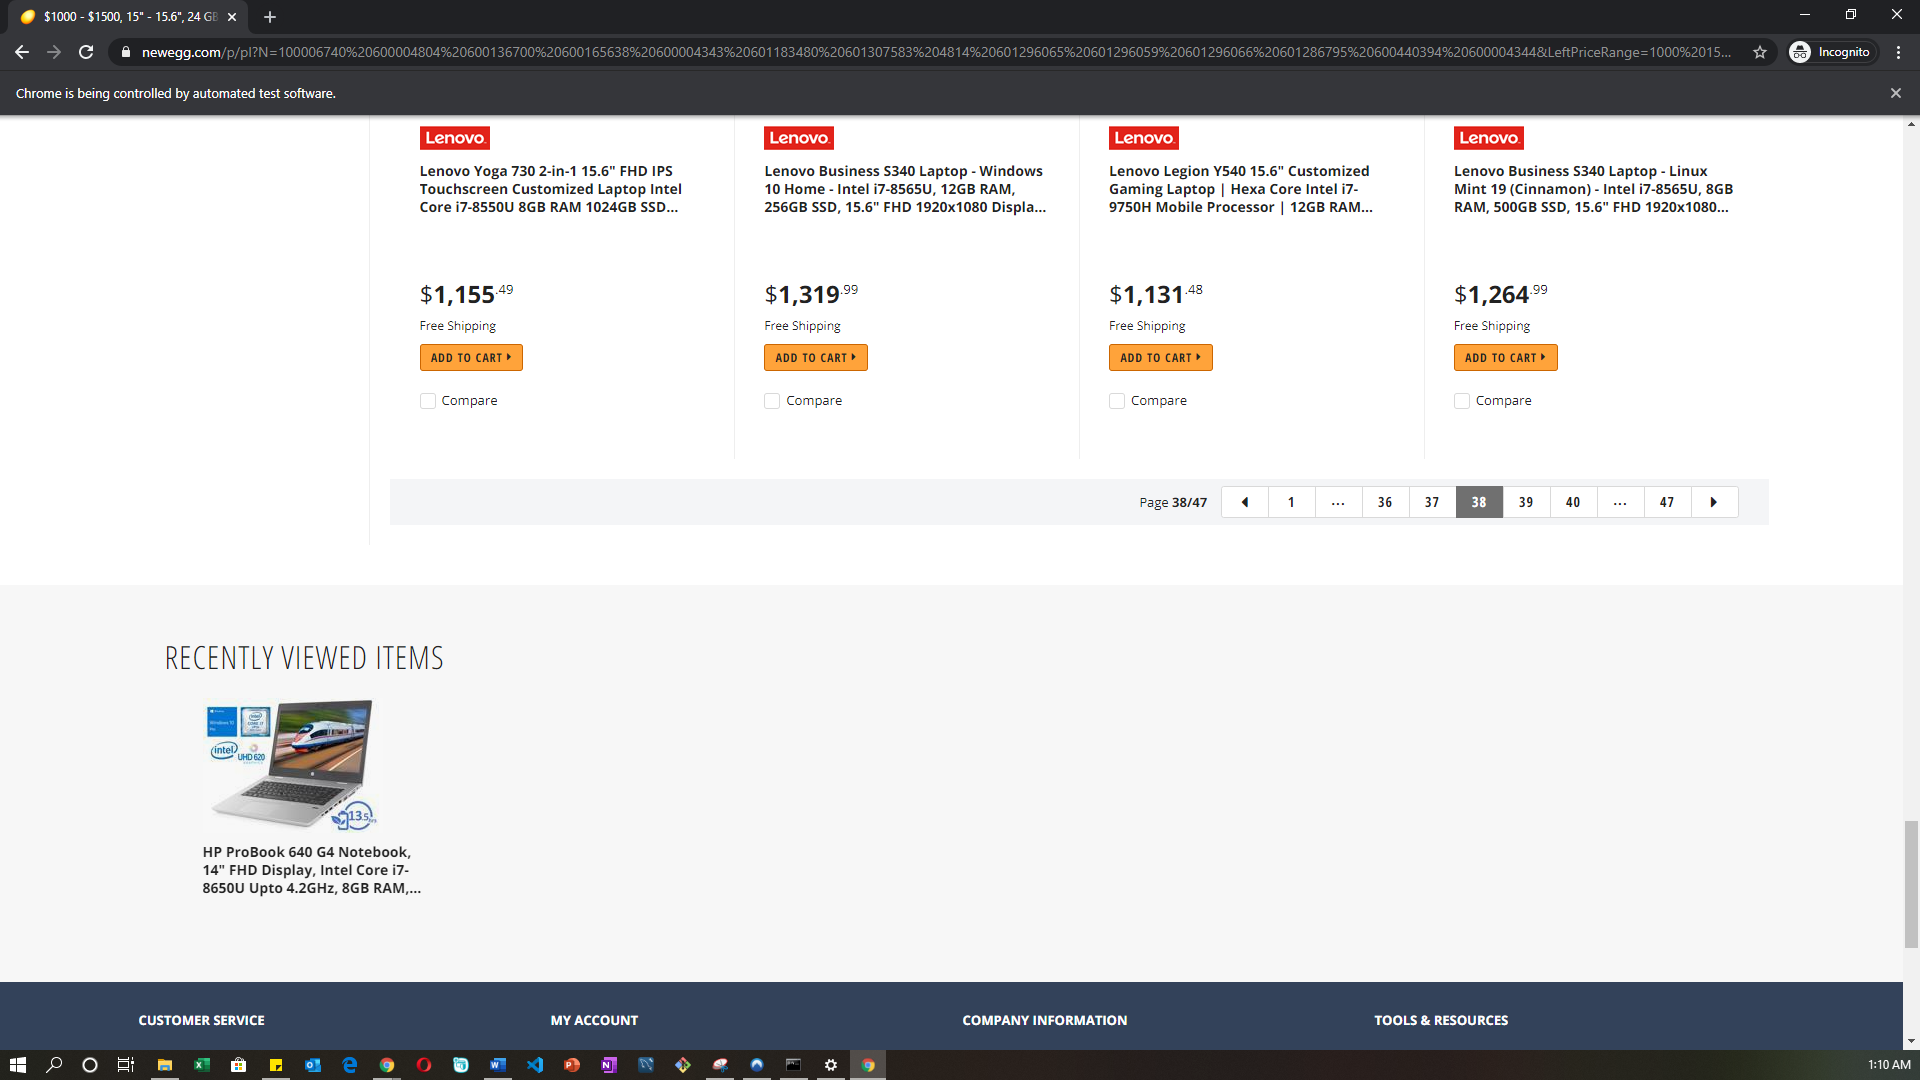 $1000 - $1500, 15" - 15.6", 24 GB
newegg.com/p/pl?N=100006740%20600004804%20600136700%20600165638%20600004343%20601183480%20601307583%204814%20601296065%20601296059%20601296066%20601286795%20600440394%20600004344&LeftPriceRange=1000%2015...
Incognito
Chrome is being controlled by automated test software.
Lenovo
Lenovo Yoga 730 2-in-1 15.6" FHD IPS
Touchscreen Customized Laptop Intel
Core i7-8550U 8GB RAM 1024GB SSD...
$1,155.49
Free Shipping
ADD TO CART
Compare
Lenovo
Lenovo Business S340 Laptop - Windows
10 Home - Intel i7-8565U, 12GB RAM,
256GB SSD, 15.6" FHD 1920x1080 Displa...
$1,319.99
Free Shipping
ADD TO CART
Compare
Lenovo
Lenovo Legion Y540 15.6" Customized
Gaming Laptop | Hexa Core Intel i7-
9750H Mobile Processor | 12GB RAM...
$1,131.48
Free Shipping
ADD TO CART
Compare
Lenovo
Lenovo Business S340 Laptop - Linux
Mint 19 (Cinnamon) - Intel i7-8565U, 8GB
RAM, 500GB SSD, 15.6" FHD 1920x1080...
$1,264.99
Free Shipping
ADD TO CART
Compare
Page 38/47 1 ... 36 37 38 39 40 ... 47
RECENTLY VIEWED ITEMS
intel
UHD 620
13.5
HP ProBook 640 G4 Notebook,
14" FHD Display, Intel Core i7-
8650U Upto 4.2GHz, 8GB RAM,...
CUSTOMER SERVICE
MY ACCOUNT
COMPANY INFORMATION
TOOLS & RESOURCES
1:10 AM